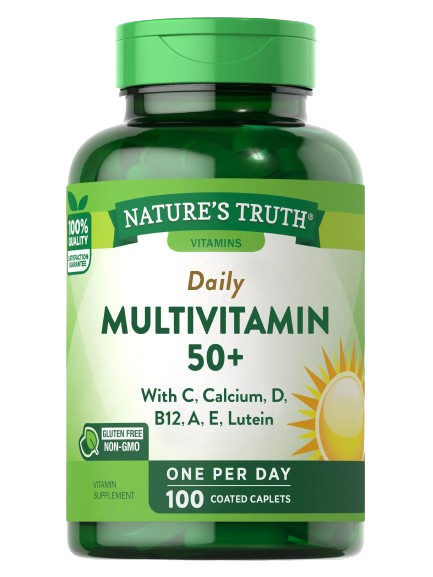 NATURE'S TRUTH®
VITAMINS
100%
QUALITY
SATISFACTION
GUARANTEE
Daily
MULTIVITAMIN
50+
With C, Calcium, D,
B12, A, E, Lutein
GLUTEN FREE
NON-GMO
ONE PER DAY
100 COATED CAPLETS
VITAMIN
SUPPLEMENT